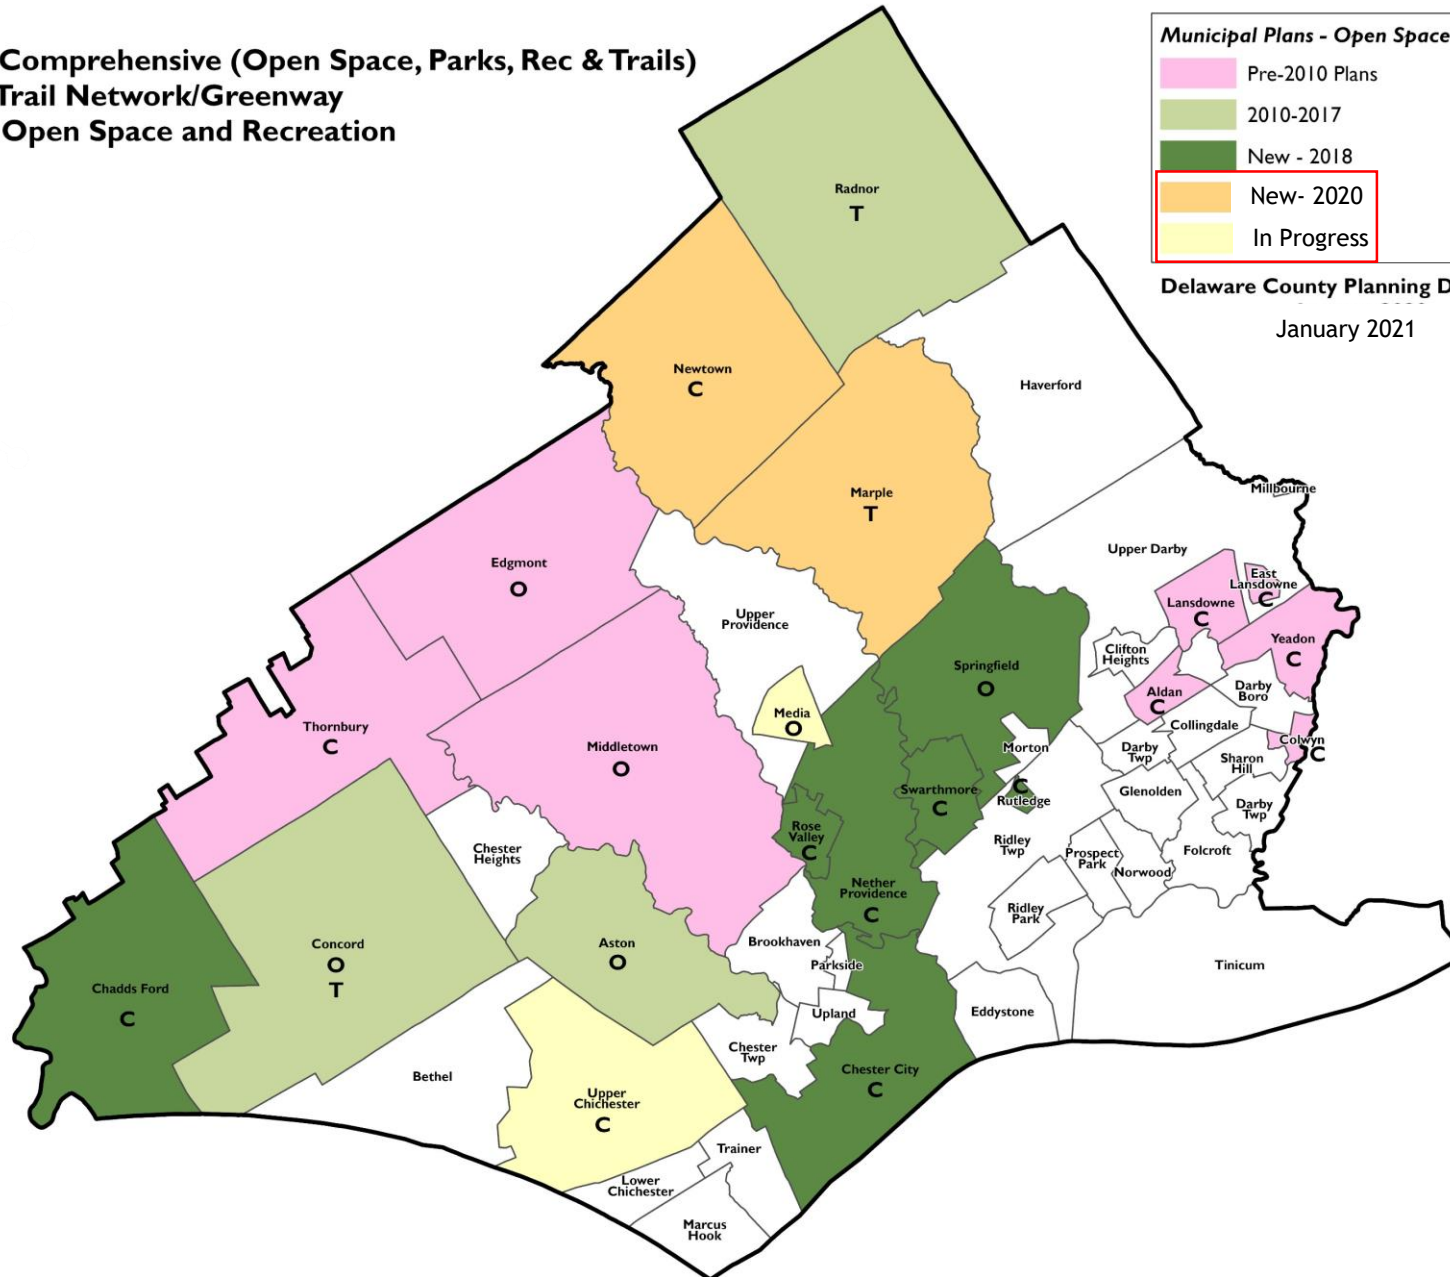 Comprehensive (Open Space, Parks, Rec & Trails)
Trail Network/Greenway
Open Space and Recreation
Municipal Plans - Open Space
Pre-2010 Plans
2010-2017
New - 2018
New- 2020
In Progress
Delaware County Planning D
January 2021
Radnor
T
Newtown
C
Haverford
Marple
T
Millbourne
Upper Darby
Edgmont
O
East
Lansdowne
C
Lansdowne
C
Upper
Providence
Yeadon
C
Clifton
Heights
Springfield
O
Darby
Boro
Aldan
C
Media
O
Thornbury
C
Collingdale
Middletown
O
Morton
Darby
Twp
Colwyn
C
Sharon
Hill
Swarthmore
C
C
Rutledge
Glenolden
Darby
Twp
Rose
Valley
C
Ridley
Twp
Chester
Heights
Prospect
Park
Folcroft
Norwood
Nether
Providence
C
Ridley
Park
Concord
O
T
Aston
O
Brookhaven
Parkside
Tinicum
Chadds Ford
C
Upland
Eddystone
Chester
Twp
Chester City
C
Bethel
Upper
Chichester
C
Trainer
Lower
Chichester
Marcus
Hook